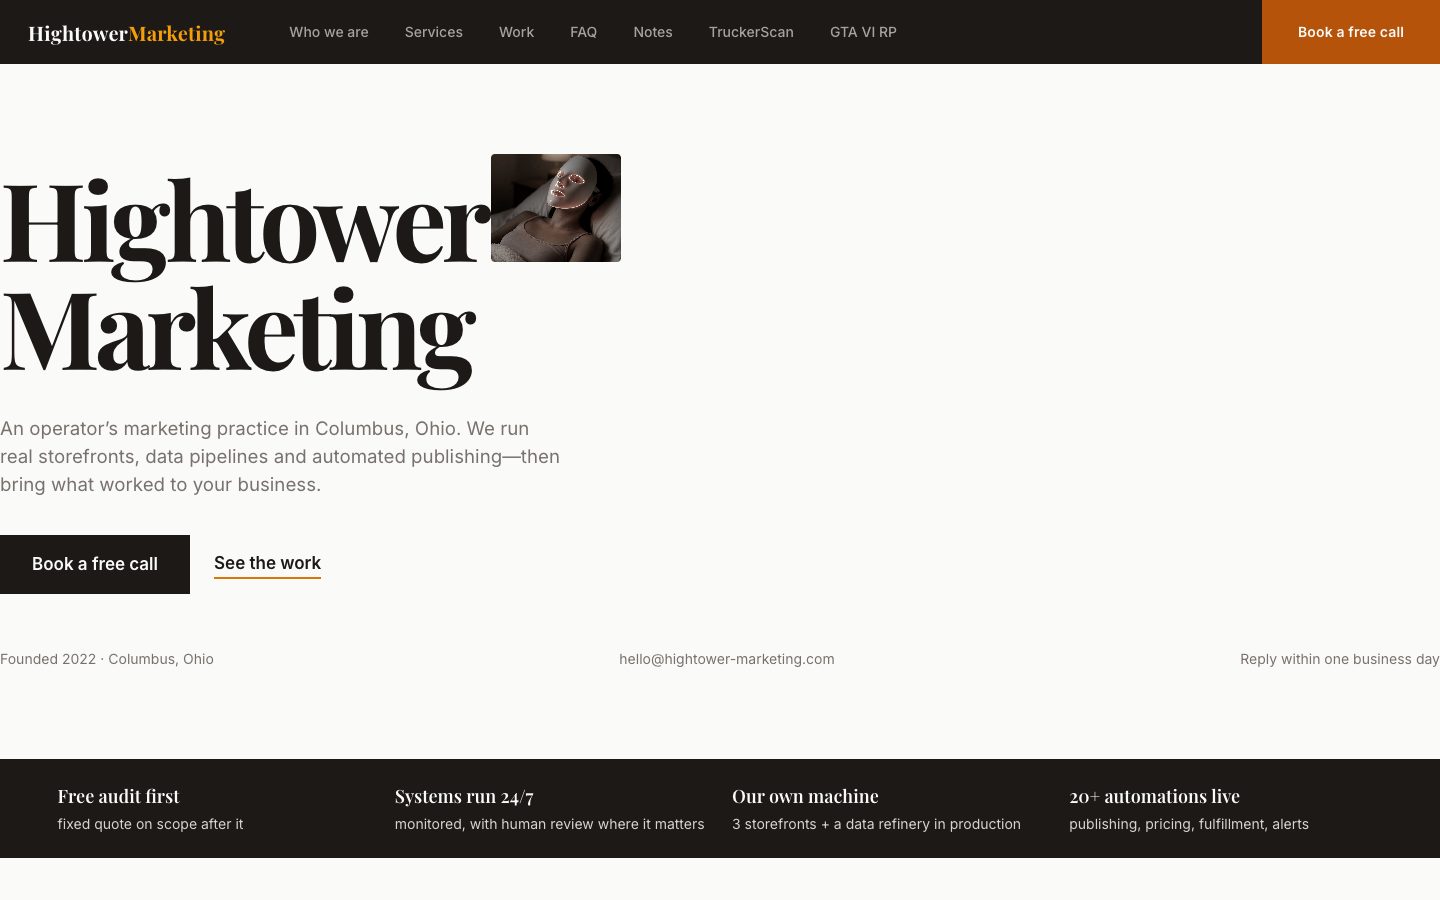 HightowerMarketing Who we are Services Work FAQ Notes TruckerScan GTA VI RP Book a free call
Hightower
Marketing
An operator’s marketing practice in Columbus, Ohio. We run
real storefronts, data pipelines and automated publishing—then
bring what worked to your business.
Book a free call See the work
Founded 2022 · Columbus, Ohio hello@hightower-marketing.com Reply within one business day
Free audit first Systems run 24/7 Our own machine 20+ automations live
fixed quote on scope after it monitored, with human review where it matters 3 storefronts + a data refinery in production publishing, pricing, fulfillment, alerts